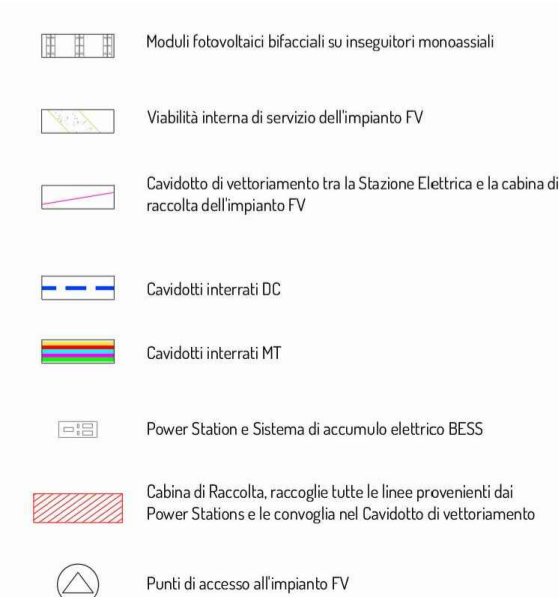 Moduli fotovoltaici bifacciali su inseguitori monoassiali
Viabilità interna di servizio dell'impianto FV
Cavidotto di vettoriamento tra la Stazione Elettrica e la cabina di
raccolta dell'impianto FV
Cavidotti interrati DC
Cavidotti interrati MT
Power Station e Sistema di accumulo elettrico BESS
Cabina di Raccolta, raccoglie tutte le linee provenienti dai
Power Stations e le convoglia nel Cavidotto di vettoriamento
Punti di accesso all'impianto FV